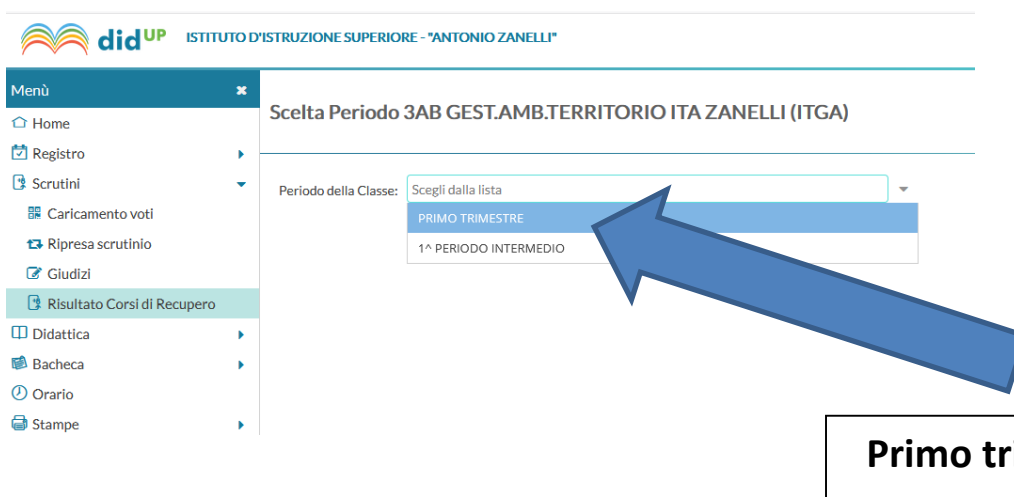 didUP ISTITUTO D'ISTRUZIONE SUPERIORE - "ANTONIO ZANELLI"
Menù
Home
Registro
Scrutini
Caricamento voti
Ripresa scrutinio
Giudizi
Risultato Corsi di Recupero
Didattica
Bacheca
Orario
Stampe
Scelta Periodo 3AB GEST.AMB.TERRITORIO ITA ZANELLI (ITGA)
Periodo della Classe: Scegli dalla lista
PRIMO TRIMESTRE
1^ PERIODO INTERMEDIO
Primo tri